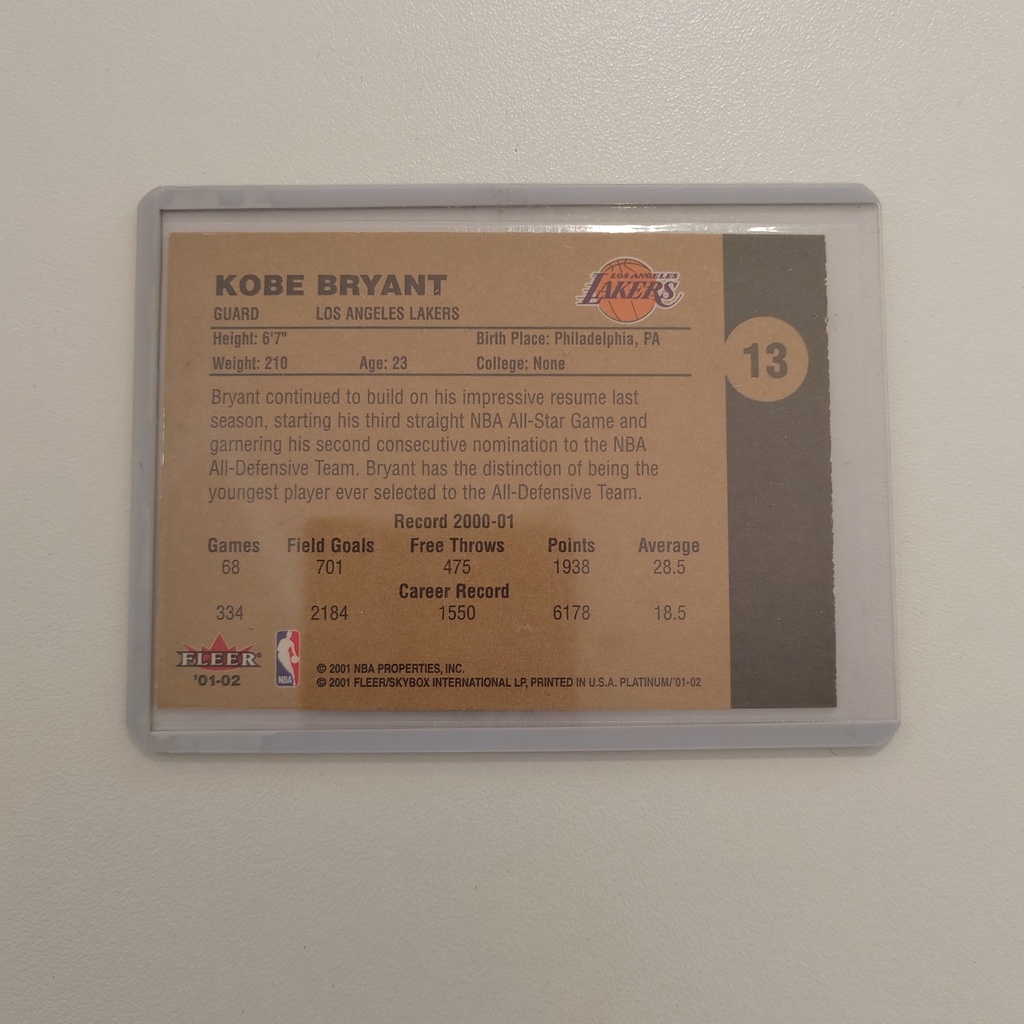 KOBE BRYANT
GUARD LOS ANGELES LAKERS
LOS ANGELES
LAKERS
Height: 6'7" Birth Place: Philadelphia, PA
Weight: 210 Age: 23 College: None
13
Bryant continued to build on his impressive resume last
season, starting his third straight NBA All-Star Game and
garnering his second consecutive nomination to the NBA
All-Defensive Team. Bryant has the distinction of being the
youngest player ever selected to the All-Defensive Team.
Record 2000-01
Games Field Goals Free Throws Points Average
68 701 475 1938 28.5
Career Record
334 2184 1550 6178 18.5
FLEER
'01-02
NBA
© 2001 NBA PROPERTIES, INC.
© 2001 FLEER/SKYBOX INTERNATIONAL LP, PRINTED IN U.S.A. PLATINUM/'01-02